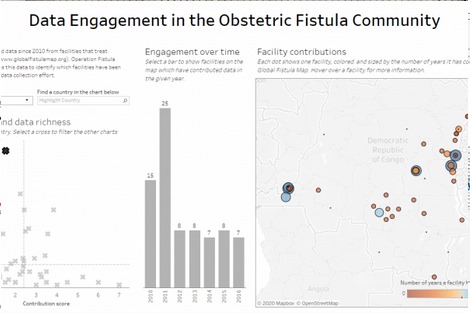 Data Engagement in the Obstetric Fistula Community
d data since 2010 from facilities that treat
www.globalfistulamap.org). Operation Fistula
a this data to identify which facilities have been
data collection effort.
Find a country in the chart below
Highlight Country
nd data richness
ntry. Select a cross to filter the other charts
2
3
4
5
6
7
Contribution score
Engagement over time
Select a bar to show facilities on the
map which have contributed data in
the given year.
15
25
8
8
7
8
7
2010
2011
2012
2013
2014
2015
2016
Facility contributions
Each dot shows one facility, colored and sized by the number of years it has co
Global Fistula Map. Hover over a facility for more information.
Democratic
Republic
of Congo
Angola
Number of years a facility h
© 2020 Mapbox © OpenStreetMap